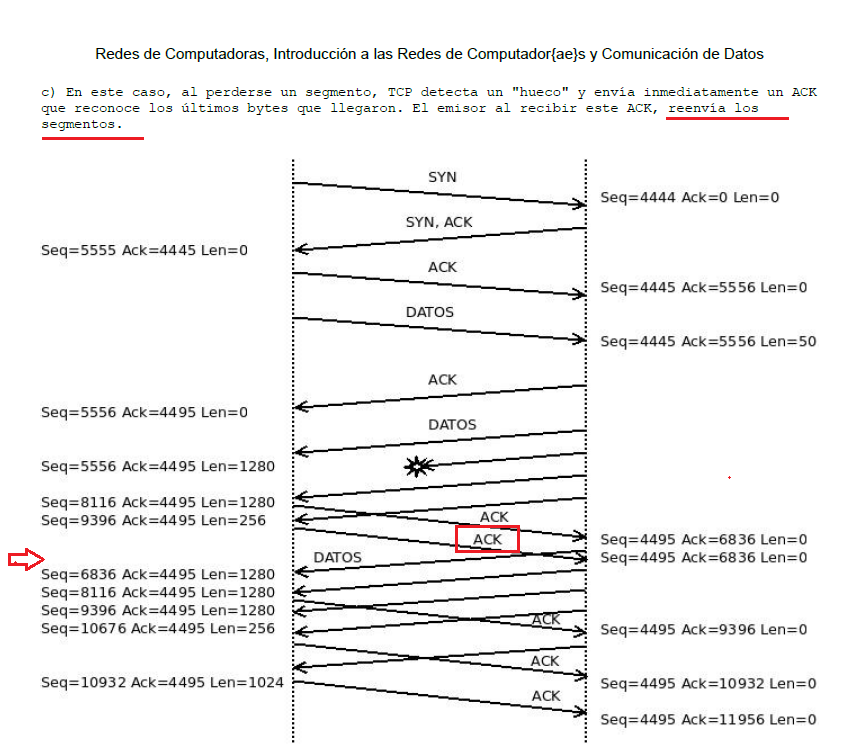 Redes de Computadoras, Introducción a las Redes de Computador{ae}s y Comunicación de Datos
c) En este caso, al perderse un segmento, TCP detecta un "hueco" y envía inmediatamente un ACK
que reconoce los últimos bytes que llegaron. El emisor al recibir este ACK, reenvía los
segmentos.
SYN
Seq=4444 Ack=0 Len=0
SYN, ACK
Seq=5555 Ack=4445 Len=0
ACK
Seq=4445 Ack=5556 Len=0
DATOS
Seq=4445 Ack=5556 Len=50
ACK
Seq=5556 Ack=4495 Len=0
DATOS
Seq=5556 Ack=4495 Len=1280
Seq=8116 Ack=4495 Len=1280
ACK
Seq=9396 Ack=4495 Len=256
ACK
Seq=4495 Ack=6836 Len=0
DATOS
Seq=4495 Ack=6836 Len=0
Seq=6836 Ack=4495 Len=1280
Seq=8116 Ack=4495 Len=1280
Seq=9396 Ack=4495 Len=1280
ACK
Seq=10676 Ack=4495 Len=256
Seq=4495 Ack=9396 Len=0
ACK
Seq=10932 Ack=4495 Len=1024
Seq=4495 Ack=10932 Len=0
ACK
Seq=4495 Ack=11956 Len=0